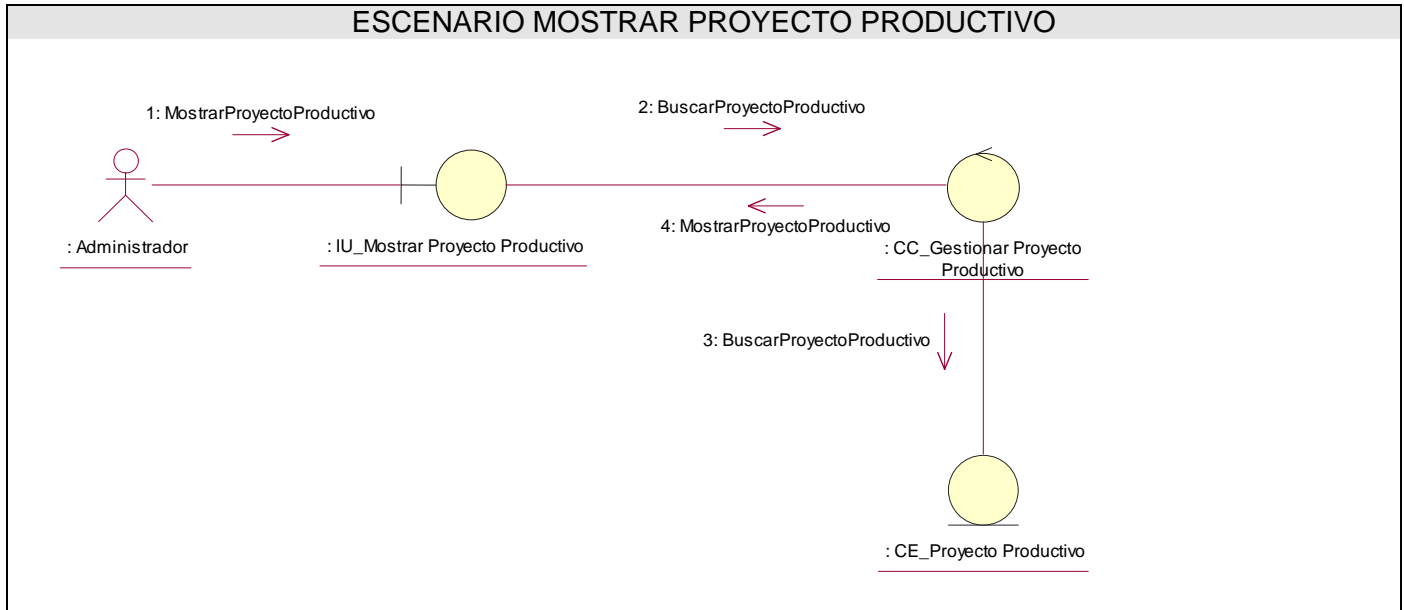 ESCENARIO MOSTRAR PROYECTO PRODUCTIVO
1: MostrarProyectoProductivo
2: BuscarProyectoProductivo
4: MostrarProyectoProductivo
: Administrador
: IU_Mostrar Proyecto Productivo
: CC_Gestionar Proyecto
Productivo
3: BuscarProyectoProductivo
: CE_Proyecto Productivo